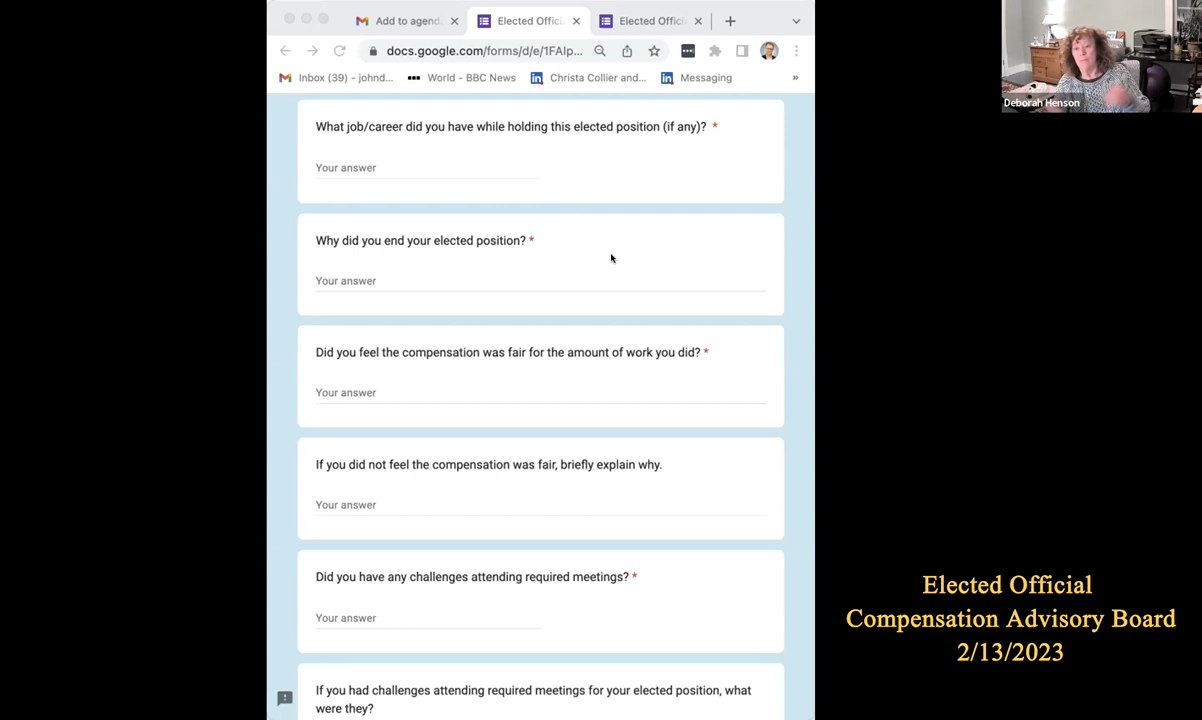 Add to agend
Elected Offici
Elected Offici
docs.google.com/forms/d/e/1FAIp...
Inbox (39) - johnd...
World - BBC News
Christa Collier and...
Messaging
»
What job/career did you have while holding this elected position (if any)? *
Your answer
Why did you end your elected position? *
Your answer
Did you feel the compensation was fair for the amount of work you did? *
Your answer
If you did not feel the compensation was fair, briefly explain why.
Your answer
Did you have any challenges attending required meetings? *
Your answer
If you had challenges attending required meetings for your elected position, what
were they?
Deborah Henson
Elected Official
Compensation Advisory Board
2/13/2023